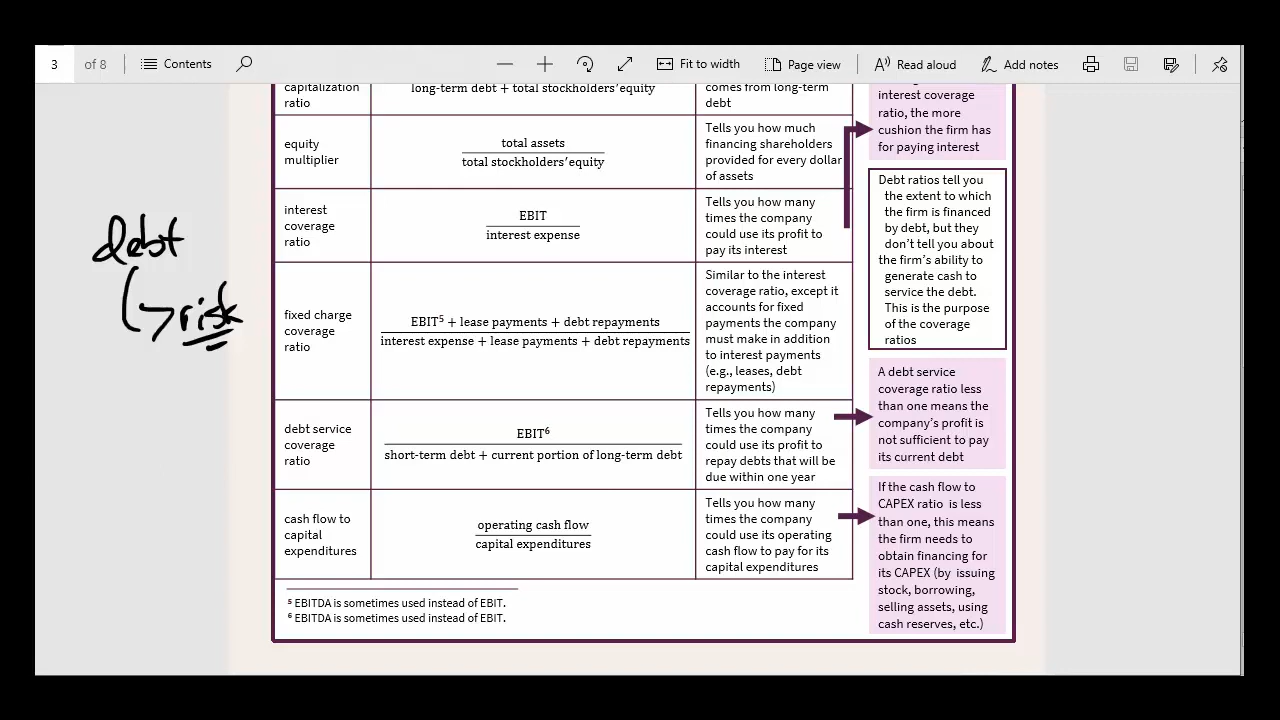 3 of 8 Contents Fit to width Page view Read aloud Add notes
capitalization
ratio
long-term debt + total stockholders’ equity
comes from long-term
debt
equity
multiplier
total assets
total stockholders’ equity
Tells you how much
financing shareholders
provided for every dollar
of assets
interest
coverage
ratio
EBIT
interest expense
Tells you how many
times the company
could use its profit to
pay its interest
fixed charge
coverage
ratio
EBIT⁵ + lease payments + debt repayments
interest expense + lease payments + debt repayments
Similar to the interest
coverage ratio, except it
accounts for fixed
payments the company
must make in addition
to interest payments
(e.g., leases, debt
repayments)
debt service
coverage
ratio
EBIT⁶
short-term debt + current portion of long-term debt
Tells you how many
times the company
could use its profit to
repay debts that will be
due within one year
cash flow to
capital
expenditures
operating cash flow
capital expenditures
Tells you how many
times the company
could use its operating
cash flow to pay for its
capital expenditures
⁵ EBITDA is sometimes used instead of EBIT.
⁶ EBITDA is sometimes used instead of EBIT.
interest coverage
ratio, the more
cushion the firm has
for paying interest
Debt ratios tell you
the extent to which
the firm is financed
by debt, but they
don’t tell you about
the firm’s ability to
generate cash to
service the debt.
This is the purpose
of the coverage
ratios
A debt service
coverage ratio less
than one means the
company’s profit is
not sufficient to pay
its current debt
If the cash flow to
CAPEX ratio is less
than one, this means
the firm needs to
obtain financing for
its CAPEX (by issuing
stock, borrowing,
selling assets, using
cash reserves, etc.)
debt
risk